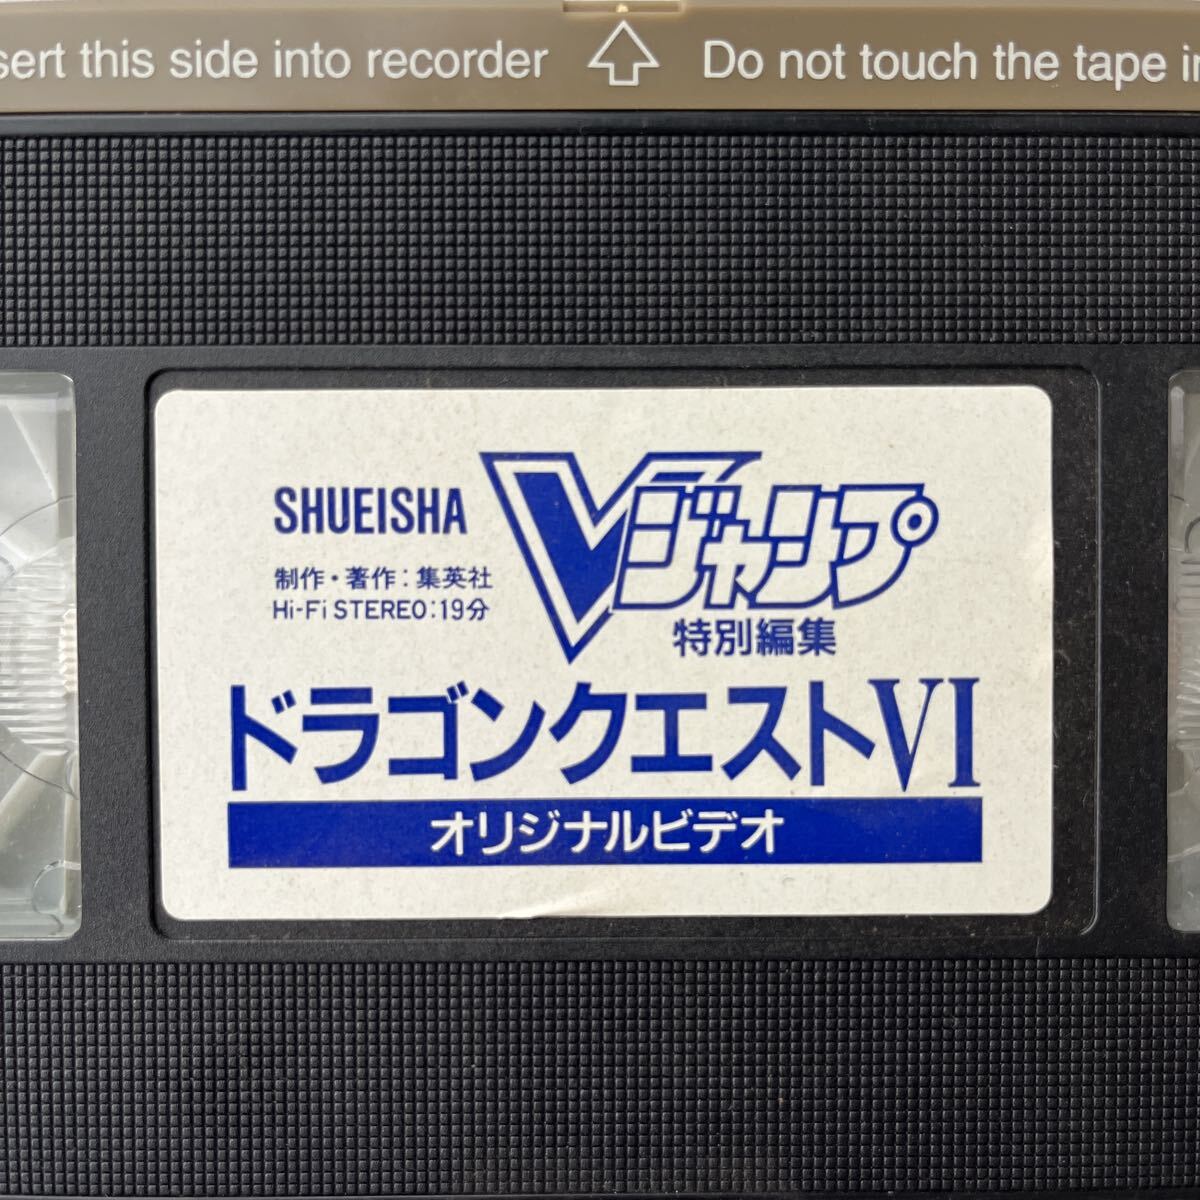 sert this side into recorder Do not touch the tape in
SHUEISHA
Vジャンプ
制作・著作：集英社
Hi-Fi STEREO：19分
特別編集
ドラゴンクエストVI
オリジナルビデオ